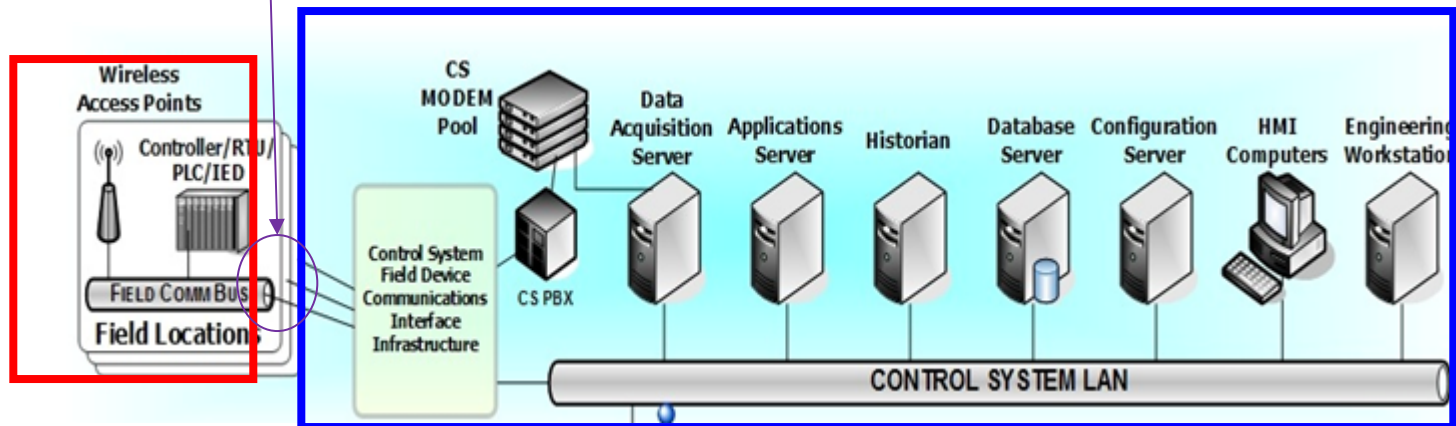 Wireless
Access Points
Controller/RTU/
PLC/IED
FIELD COMM BUS
Field Locations
CS
MODEM
Pool
Control System
Field Device
Communications
Interface
Infrastructure
CS PBX
Data
Acquisition
Server
Applications
Server
Historian
Database
Server
Configuration
Server
HMI
Computers
Engineering
Workstation
CONTROL SYSTEM LAN